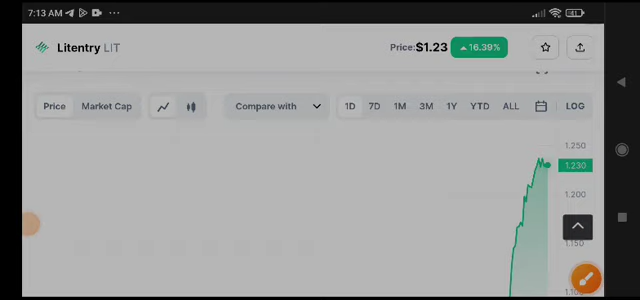 7:13 AM
41
Litentry LIT
Price:$1.23
16.39%
Price
Market Cap
Compare with
1D
7D
1M
3M
1Y
YTD
ALL
LOG
1.250
1.230
1.200
1.150